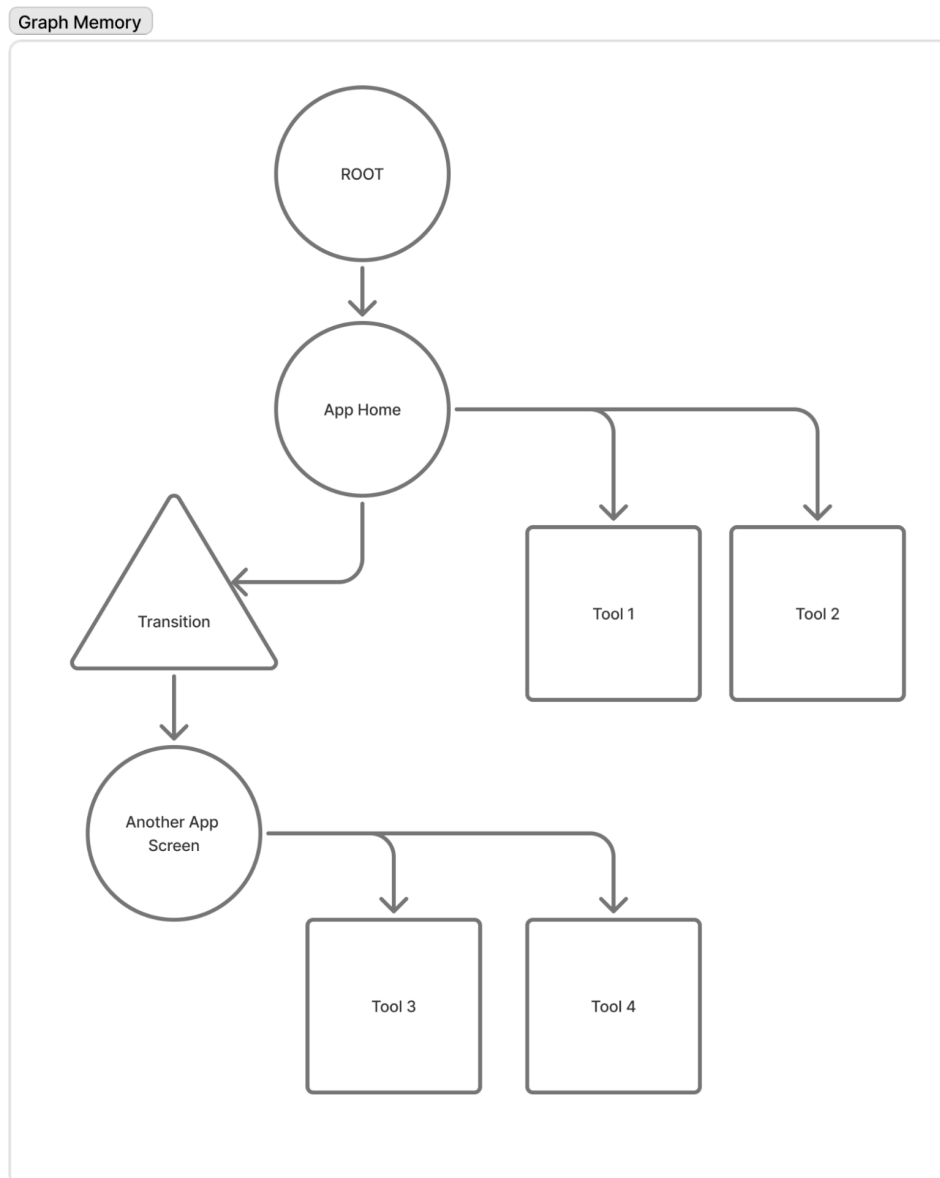 Graph Memory
ROOT
App Home
Transition
Tool 1
Tool 2
Another App
Screen
Tool 3
Tool 4